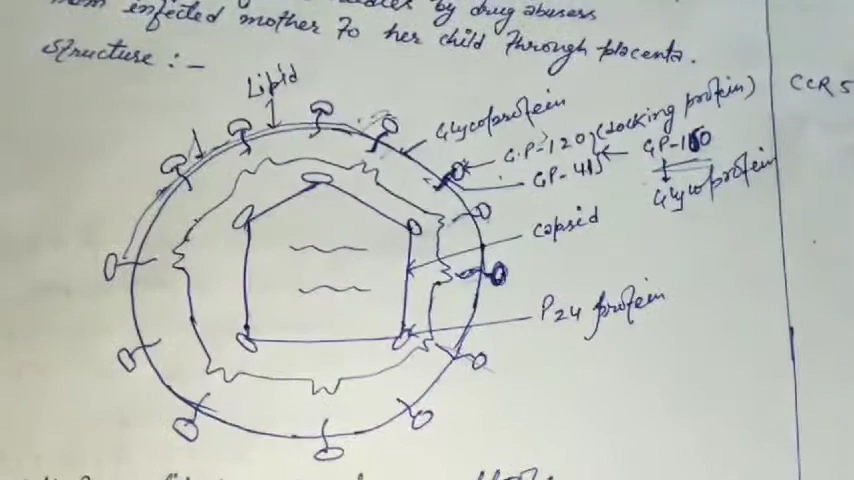 by drug abusers
infected mother to her child through placenta.
Structure :-
Lipid
Glycoprotein
CCR5
G.P-120 (docking protein)
GP-41
GP-160
Glycoprotein
Capsid
P24 protein